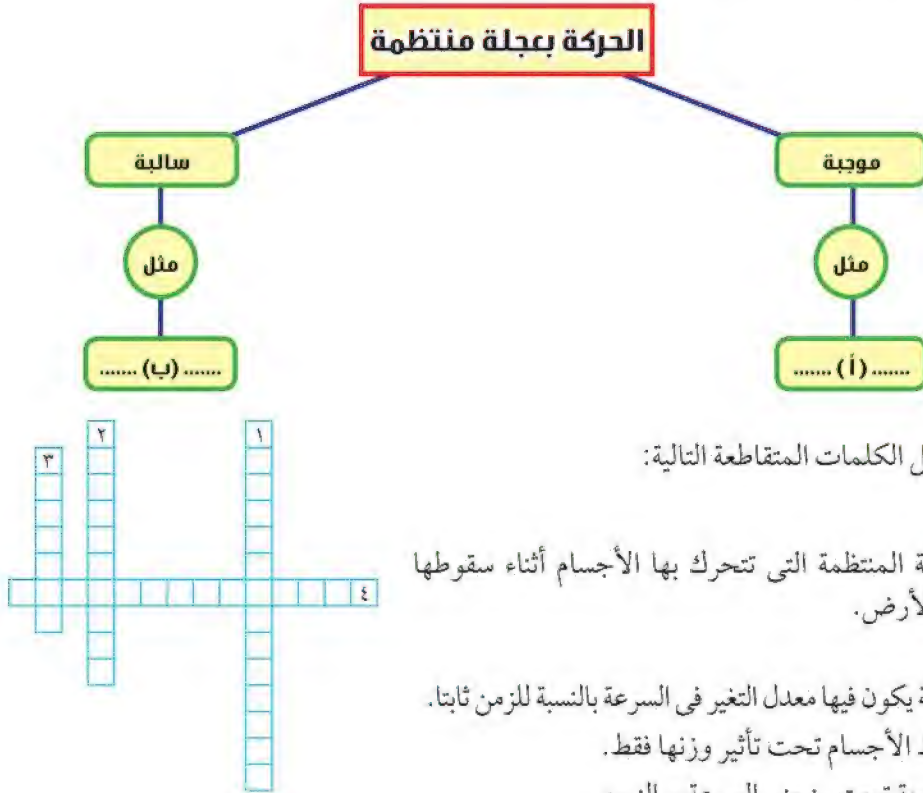 الحركة بعجلة منتظمة
موجبة
سالبة
مثل
مثل
....... (أ) .......
....... (ب) .......
ل الكلمات المتقاطعة التالية:
ة المنتظمة التى تتحرك بها الأجسام أثناء سقوطها
لأرض.
ة يكون فيها معدل التغير فى السرعة بالنسبة للزمن ثابتا.
ط الأجسام تحت تأثير وزنها فقط.
١
٢
٣
٤